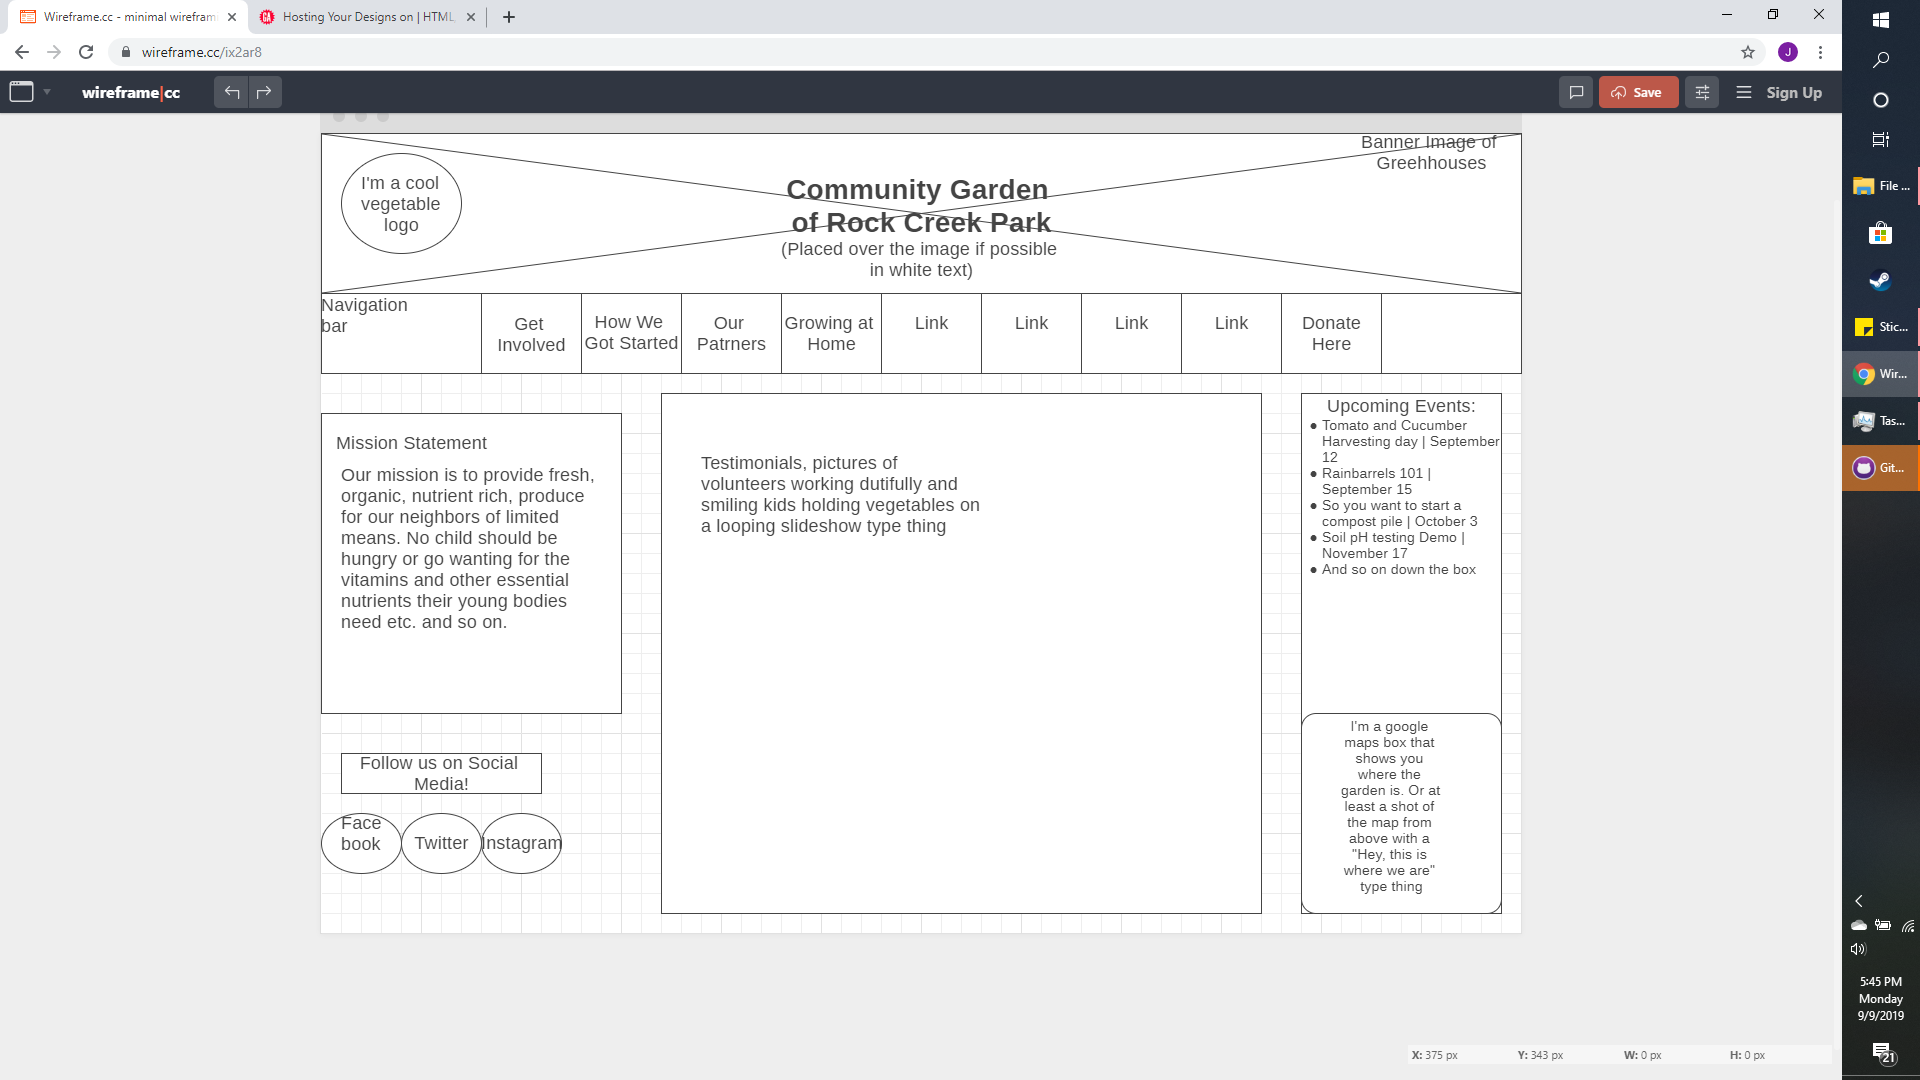 Wireframe.cc - minimal wirefram
Hosting Your Designs on | HTML,
wireframe.cc/ix2ar8
J
wireframe|cc
Save
Sign Up
Banner Image of
Greehhouses
I'm a cool
vegetable
logo
Community Garden
of Rock Creek Park
(Placed over the image if possible
in white text)
Navigation
bar
Get
Involved
How We
Got Started
Our
Patrners
Growing at
Home
Link
Link
Link
Link
Donate
Here
Mission Statement
Our mission is to provide fresh,
organic, nutrient rich, produce
for our neighbors of limited
means. No child should be
hungry or go wanting for the
vitamins and other essential
nutrients their young bodies
need etc. and so on.
Follow us on Social
Media!
Face
book
Twitter
Instagram
Testimonials, pictures of
volunteers working dutifully and
smiling kids holding vegetables on
a looping slideshow type thing
Upcoming Events:
● Tomato and Cucumber
Harvesting day | September
12
● Rainbarrels 101 |
September 15
● So you want to start a
compost pile | October 3
● Soil pH testing Demo |
November 17
● And so on down the box
I'm a google
maps box that
shows you
where the
garden is. Or at
least a shot of
the map from
above with a
"Hey, this is
where we are"
type thing
X: 375 px
Y: 343 px
W: 0 px
H: 0 px
File ...
Stic...
Wir...
Tas...
Git...
5:45 PM
Monday
9/9/2019
21